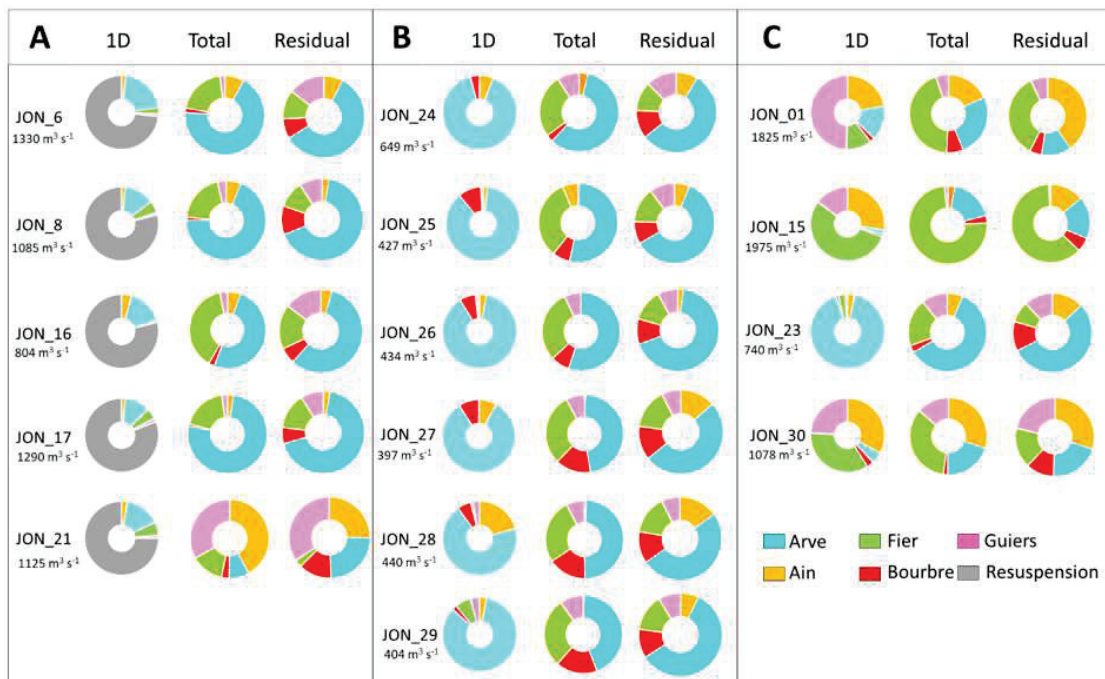 A 1D Total Residual
B 1D Total Residual
C 1D Total Residual
JON_6
1330 m³ s⁻¹
JON_8
1085 m³ s⁻¹
JON_16
804 m³ s⁻¹
JON_17
1290 m³ s⁻¹
JON_21
1125 m³ s⁻¹
JON_24
649 m³ s⁻¹
JON_25
427 m³ s⁻¹
JON_26
434 m³ s⁻¹
JON_27
397 m³ s⁻¹
JON_28
440 m³ s⁻¹
JON_29
404 m³ s⁻¹
JON_01
1825 m³ s⁻¹
JON_15
1975 m³ s⁻¹
JON_23
740 m³ s⁻¹
JON_30
1078 m³ s⁻¹
Arve Fier Guiers
Ain Bourbre Resuspension